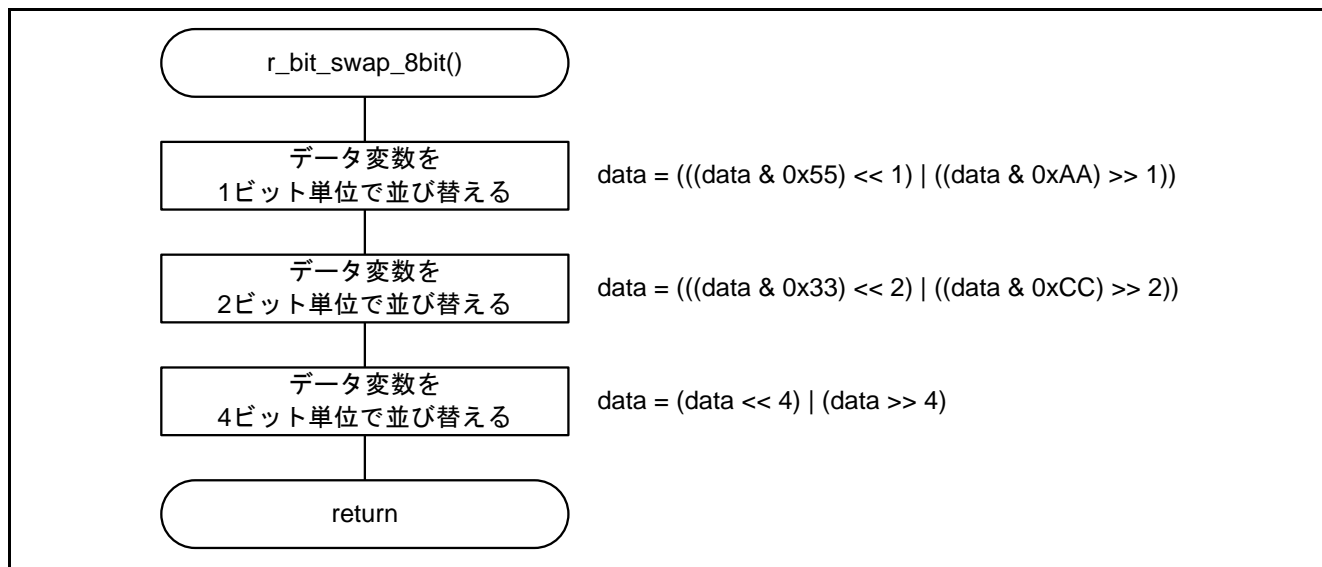 r_bit_swap_8bit()
データ変数を
1ビット単位で並び替える
data = (((data & 0x55) << 1) | ((data & 0xAA) >> 1))
データ変数を
2ビット単位で並び替える
data = (((data & 0x33) << 2) | ((data & 0xCC) >> 2))
データ変数を
4ビット単位で並び替える
data = (data << 4) | (data >> 4)
return